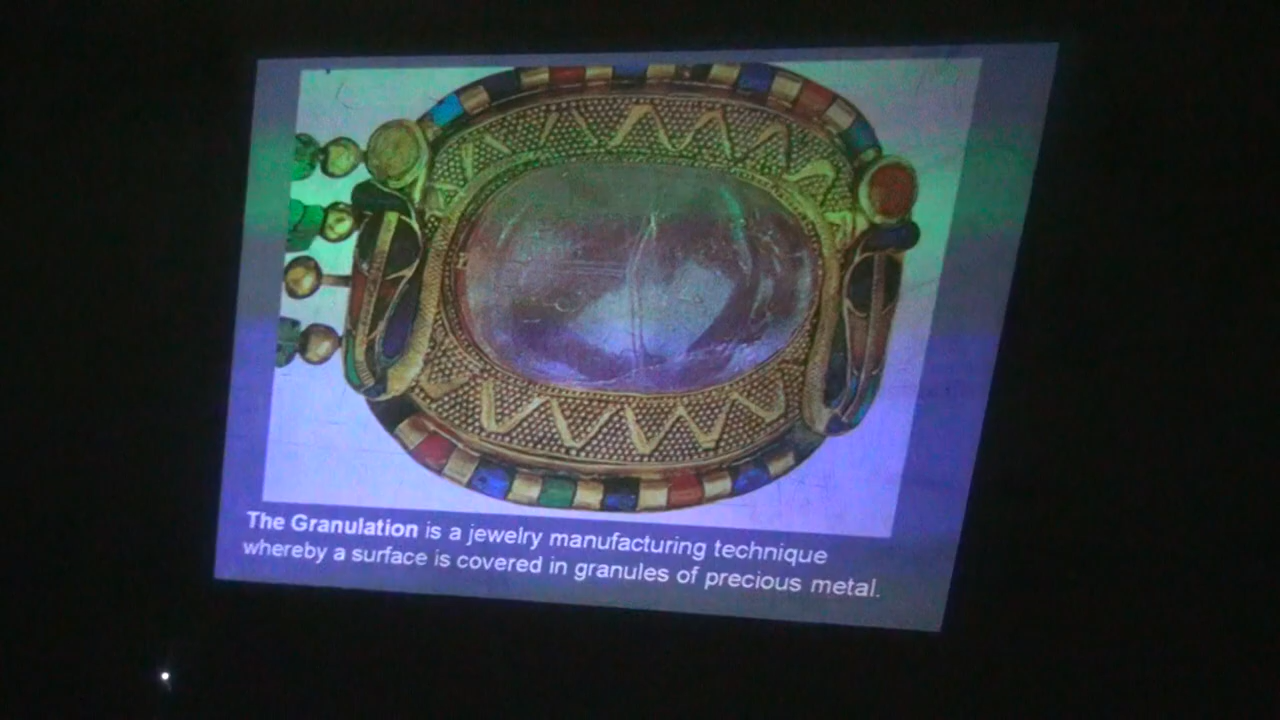 The Granulation is a jewelry manufacturing technique
whereby a surface is covered in granules of precious metal.